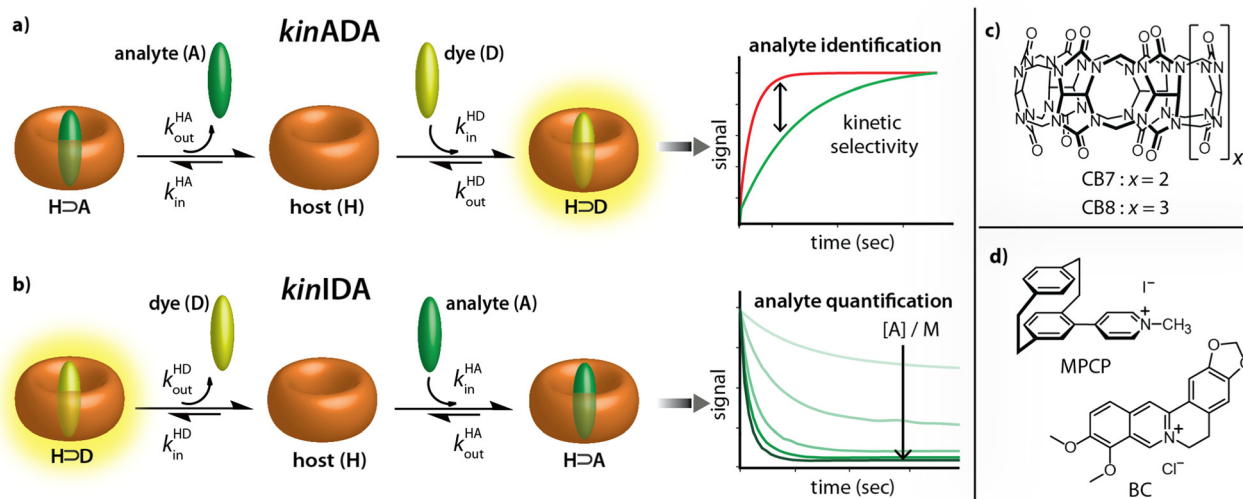 a)
kinADA
analyte (A)
dye (D)
k_out^HA
k_in^HA
k_in^HD
k_out^HD
H⊃A
host (H)
H⊃D
analyte identification
signal
kinetic
selectivity
time (sec)
b)
kinIDA
dye (D)
analyte (A)
k_out^HD
k_in^HD
k_in^HA
k_out^HA
H⊃D
host (H)
H⊃A
analyte quantification
[A] / M
signal
time (sec)
c)
O O O O O O
N N N N N N N N N N
O O O O O O
x
CB7 : x = 2
CB8 : x = 3
d)
I⁻
+
N–CH₃
MPCP
O
O
O
N+
O
Cl⁻
BC